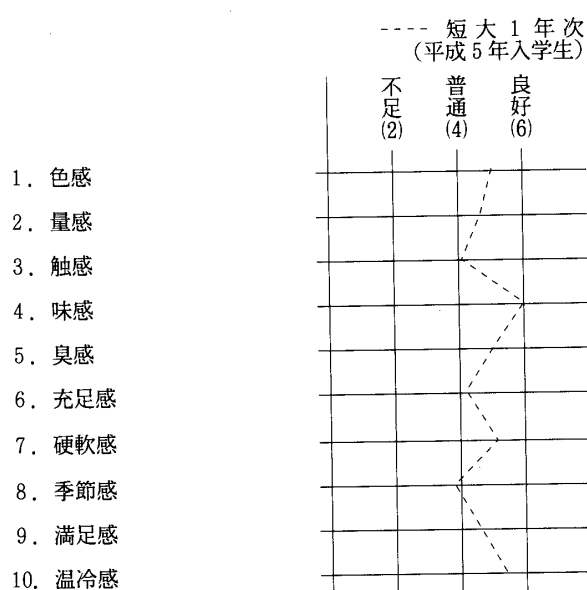 ---- 短大1年次
(平成5年入学生)
不足(2)
普通(4)
良好(6)
1. 色感
2. 量感
3. 触感
4. 味感
5. 臭感
6. 充足感
7. 硬軟感
8. 季節感
9. 満足感
10. 温冷感